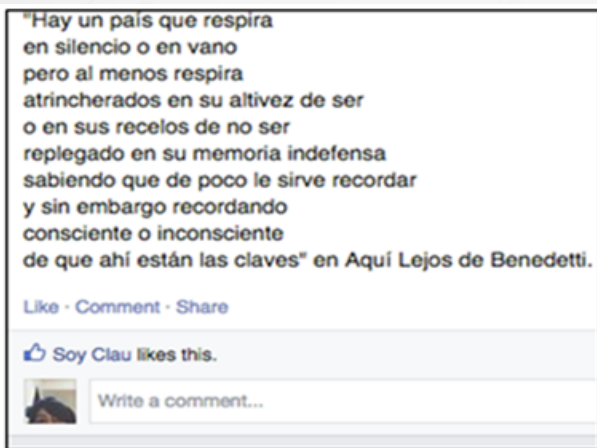 "Hay un país que respira
en silencio o en vano
pero al menos respira
atrincherados en su altivez de ser
o en sus recelos de no ser
replegado en su memoria indefensa
sabiendo que de poco le sirve recordar
y sin embargo recordando
consciente o inconsciente
de que ahí están las claves" en Aquí Lejos de Benedetti.
Like · Comment · Share
Soy Clau likes this.
Write a comment...